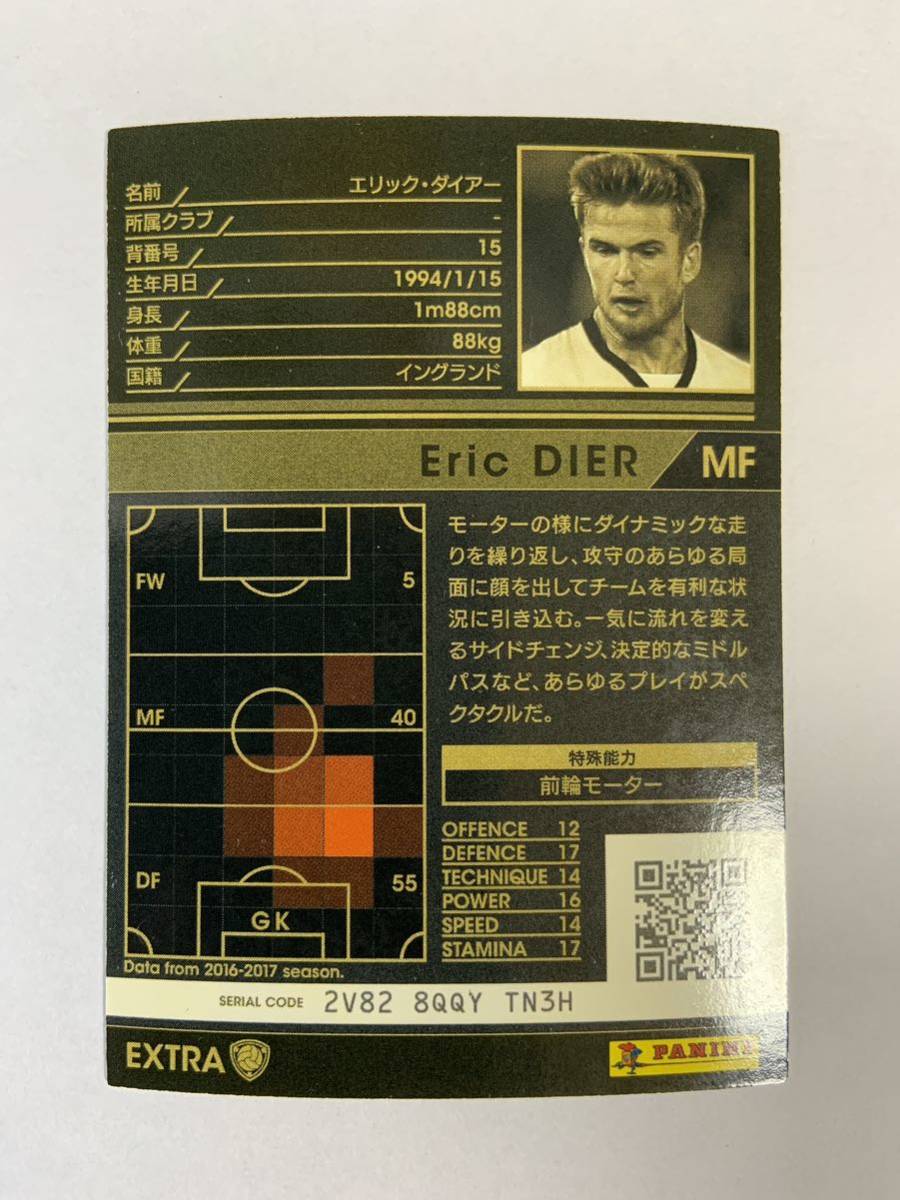 名前 エリック・ダイアー
所属クラブ -
背番号 15
生年月日 1994/1/15
身長 1m88cm
体重 88kg
国籍 イングランド
Eric DIER MF
FW 5
MF 40
DF 55
GK
Data from 2016-2017 season.
モーターの様にダイナミックな走
りを繰り返し、攻守のあらゆる局
面に顔を出してチームを有利な状
況に引き込む。一気に流れを変え
るサイドチェンジ、決定的なミドル
パスなど、あらゆるプレイがスペ
クタクルだ。
特殊能力
前輪モーター
OFFENCE 12
DEFENCE 17
TECHNIQUE 14
POWER 16
SPEED 14
STAMINA 17
SERIAL CODE 2V82 8QQY TN3H
EXTRA
PANINI